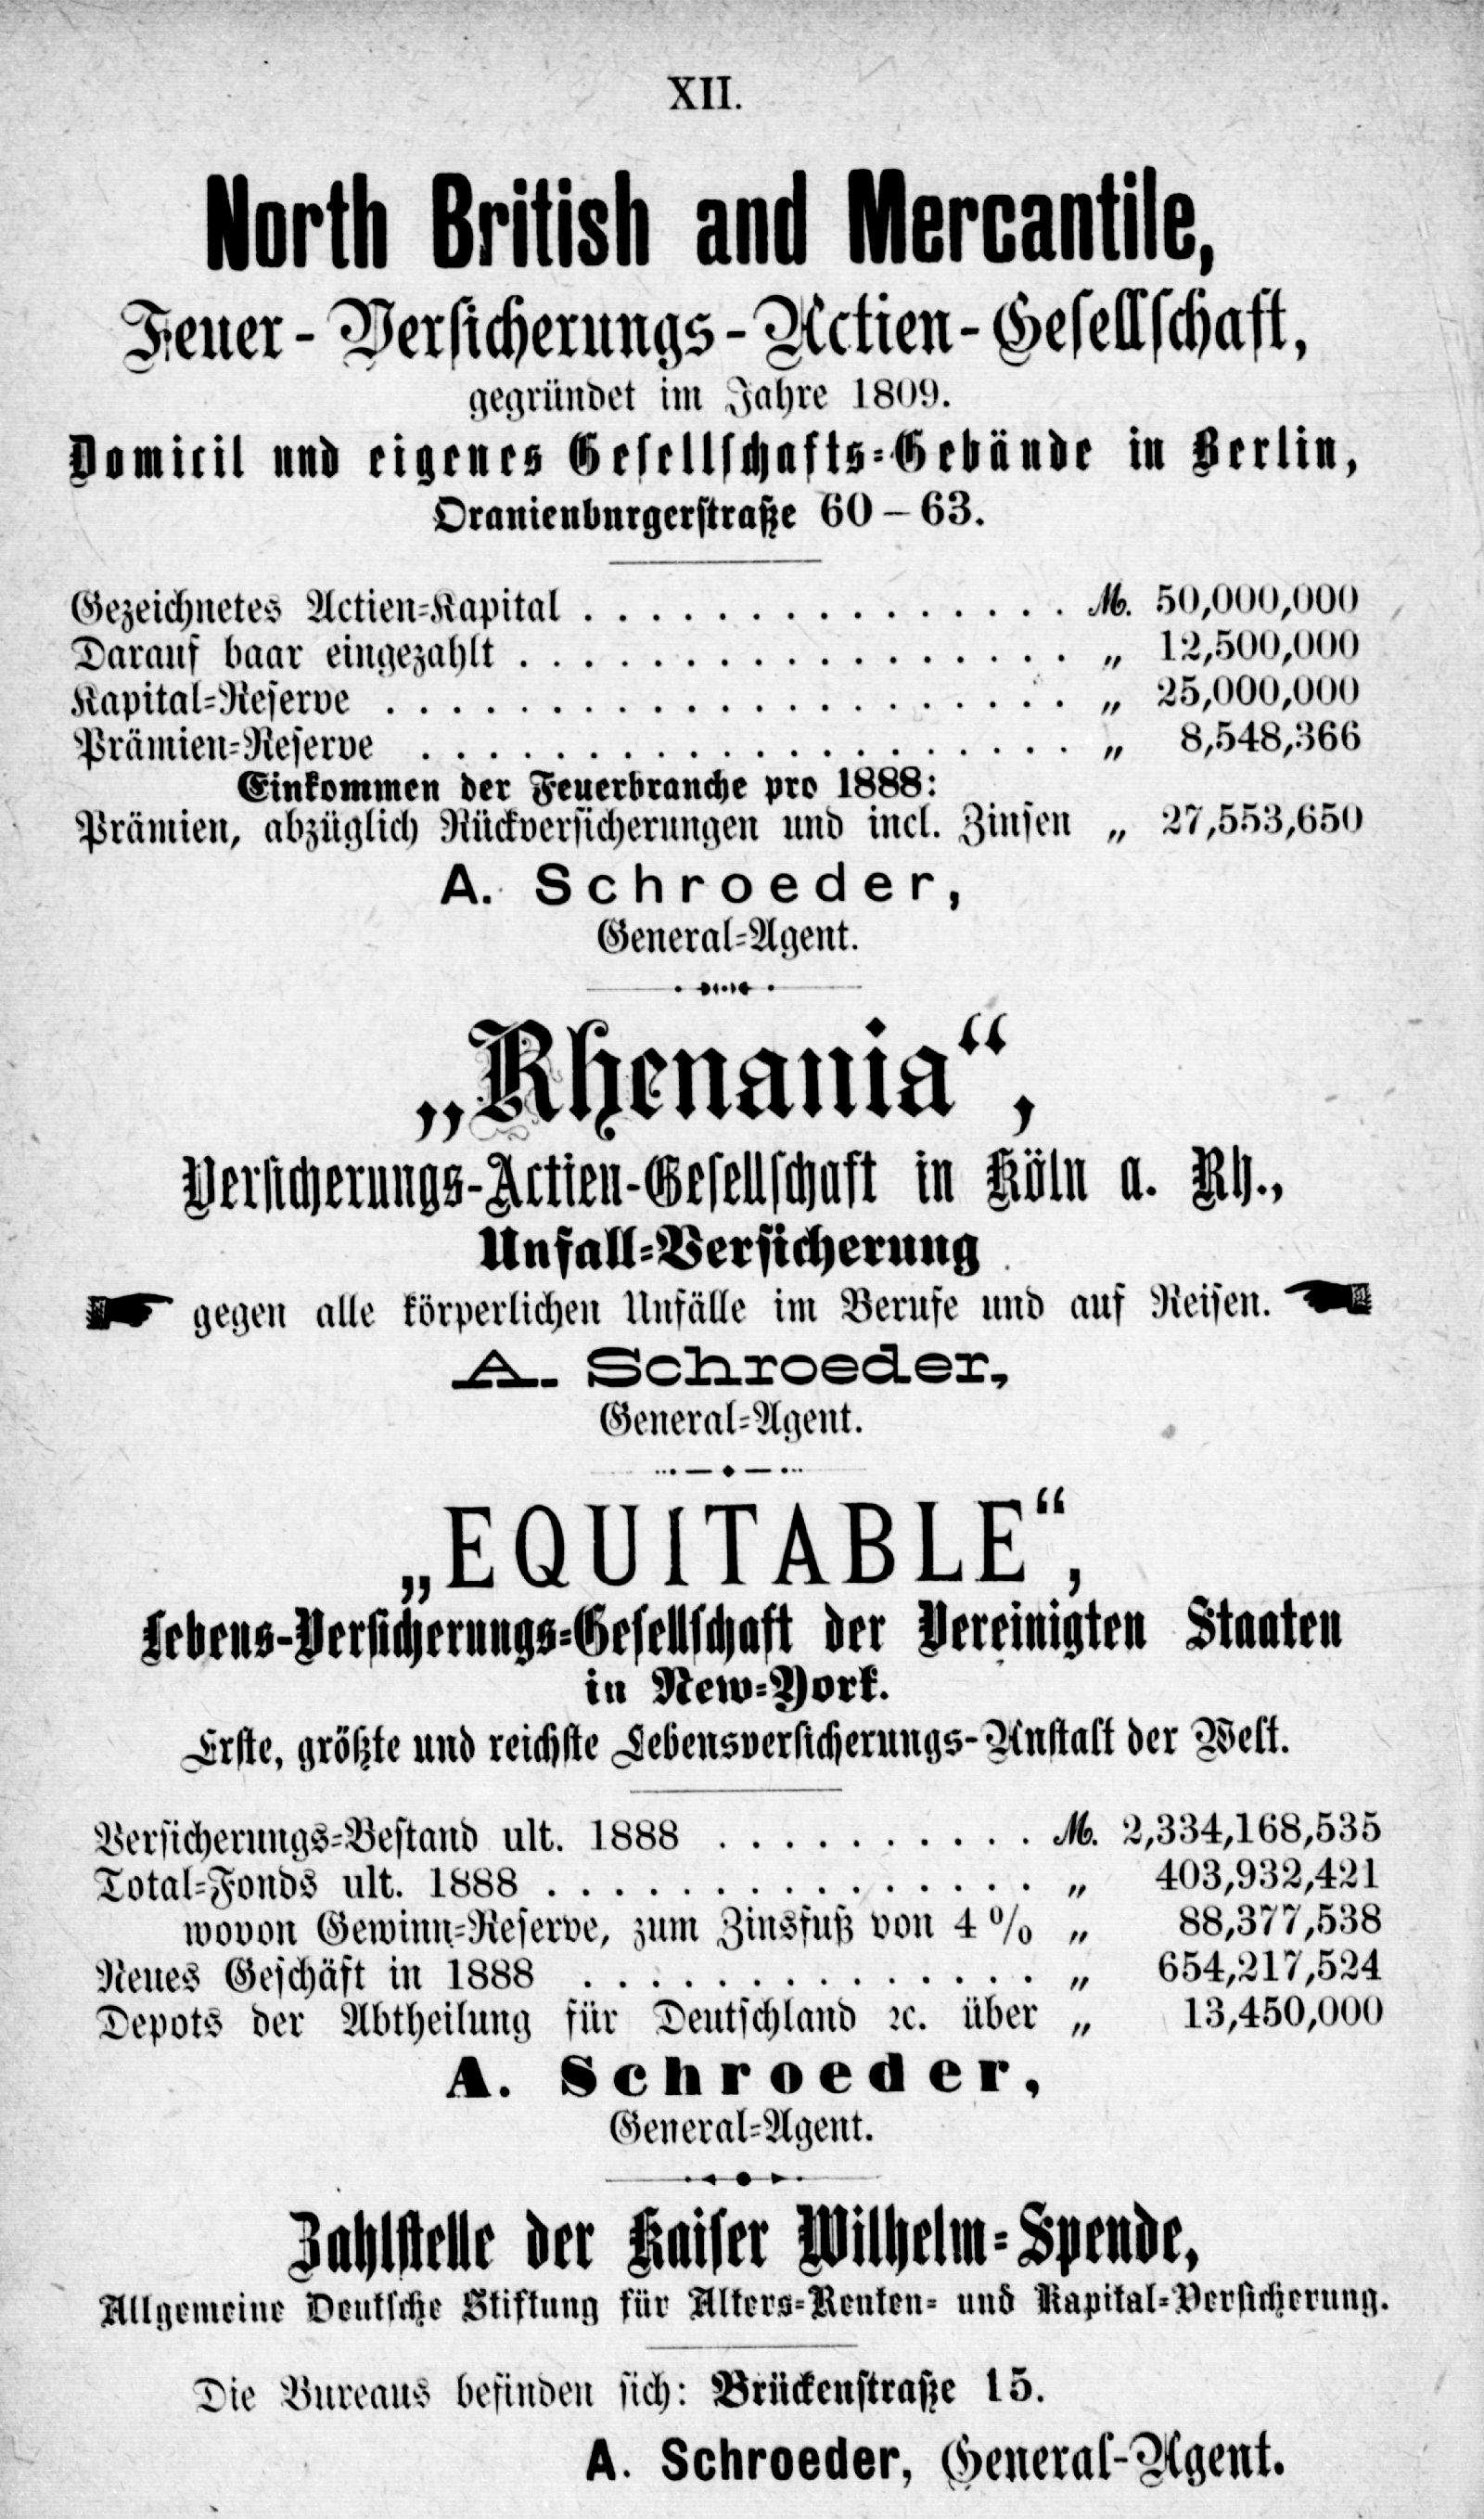 XII.
North British and Mercantile,
Feuer-Versicherungs-Actien-Gesellschaft,
gegründet im Jahre 1809.
Domicil und eigenes Gesellschafts-Gebäude in Berlin,
Oranienburgerstraße 60–63.
Gezeichnetes Actien-Kapital . . . . . . . . . . . . . . . M. 50,000,000
Darauf baar eingezahlt . . . . . . . . . . . . . . . . . „ 12,500,000
Kapital-Reserve . . . . . . . . . . . . . . . . . . . . . „ 25,000,000
Prämien-Reserve . . . . . . . . . . . . . . . . . . . . „ 8,548,366
Einkommen der Feuerbranche pro 1888:
Prämien, abzüglich Rückversicherungen und incl. Zinsen „ 27,553,650
A. Schroeder,
General-Agent.
„Rhenania“,
Versicherungs-Actien-Gesellschaft in Köln a. Rh.,
Unfall-Versicherung
gegen alle körperlichen Unfälle im Berufe und auf Reisen.
A. Schroeder,
General-Agent.
„EQUITABLE“,
Lebens-Versicherungs-Gesellschaft der Vereinigten Staaten
in New-York.
Erste, größte und reichste Lebensversicherungs-Anstalt der Welt.
Versicherungs-Bestand ult. 1888 . . . . . . . . . . M. 2,334,168,535
Total-Fonds ult. 1888 . . . . . . . . . . . . . . . „ 403,932,421
wovon Gewinn-Reserve, zum Zinsfuß von 4 % „ 88,377,538
Neues Geschäft in 1888 . . . . . . . . . . . . . . „ 654,217,524
Depots der Abtheilung für Deutschland ꝛc. über „ 13,450,000
A. Schroeder,
General-Agent.
Zahlstelle der Kaiser Wilhelm-Spende,
Allgemeine Deutsche Stiftung für Alters-Renten- und Kapital-Versicherung.
Die Bureaus befinden sich: Brückenstraße 15.
A. Schroeder, General-Agent.